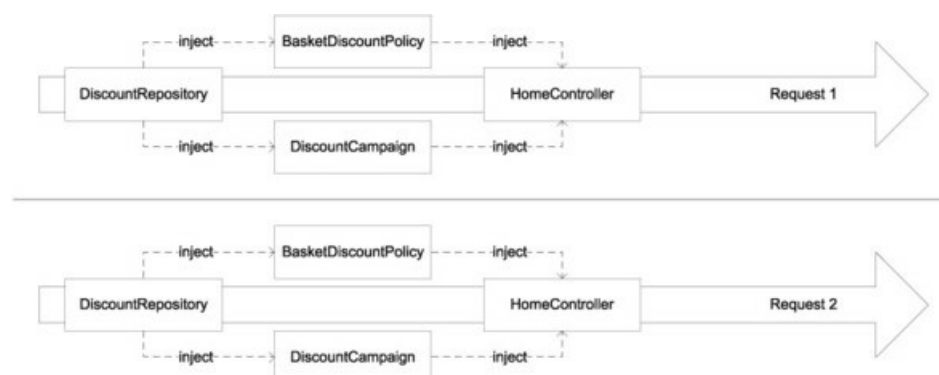 inject BasketDiscountPolicy inject
DiscountRepository HomeController Request 1
inject DiscountCampaign inject
inject BasketDiscountPolicy inject
DiscountRepository HomeController Request 2
inject DiscountCampaign inject